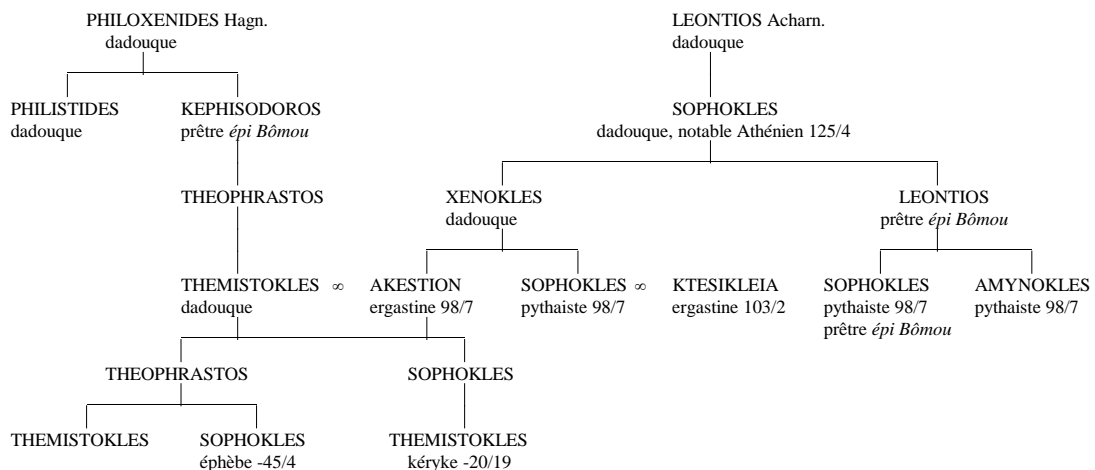 PHILOXENIDES Hagn. LEONTIOS Acharn.
dadouque dadouque
PHILISTIDES KEPHISODOROS SOPHOKLES
dadouque prêtre épi Bômou dadouque, notable Athénien 125/4
THEOPHRASTOS XENOKLES LEONTIOS
dadouque prêtre épi Bômou
THEMISTOKLES ∞ AKESTION SOPHOKLES ∞ KTESIKLEIA SOPHOKLES AMYNOKLES
dadouque ergastine 98/7 pythaiste 98/7 ergastine 103/2 pythaiste 98/7 pythaiste 98/7
prêtre épi Bômou
THEOPHRASTOS SOPHOKLES
THEMISTOKLES SOPHOKLES THEMISTOKLES
éphèbe -45/4 kéryke -20/19